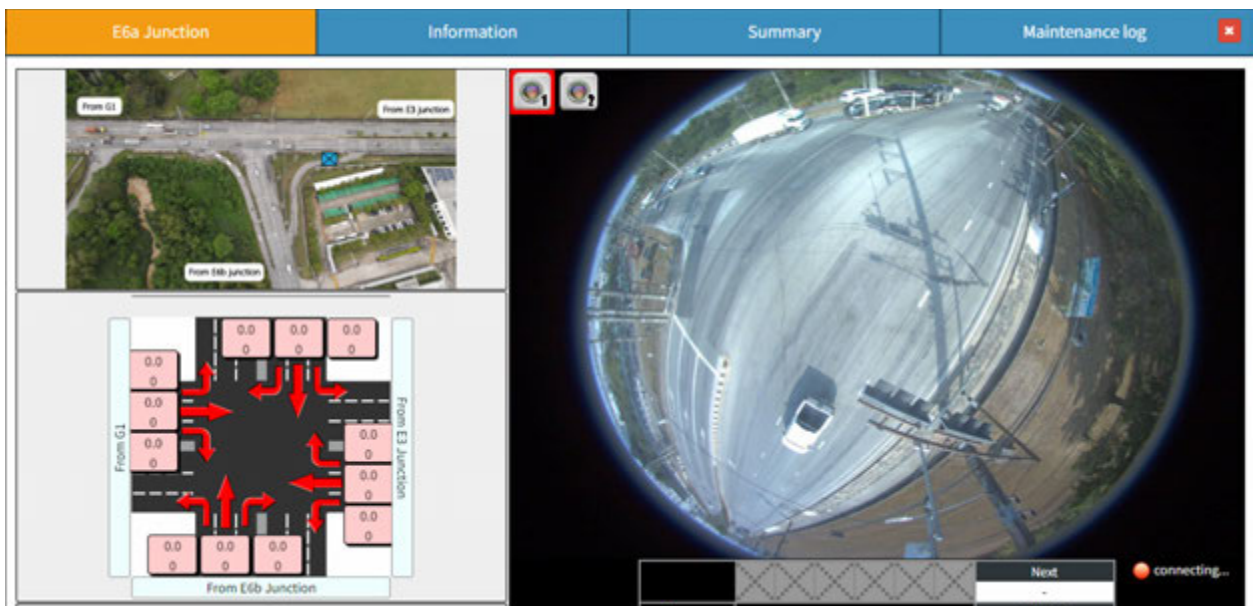 E6a Junction
Information
Summary
Maintenance log
From G1
From E3 junction
From E6b junction
1
2
0.0
0
0.0
0
0.0
0
0.0
0
0.0
0
0.0
0
0.0
0
0.0
0
0.0
0
0.0
0
0.0
0
0.0
0
From G1
From E3 Junction
From E6b Junction
Next
-
connecting...